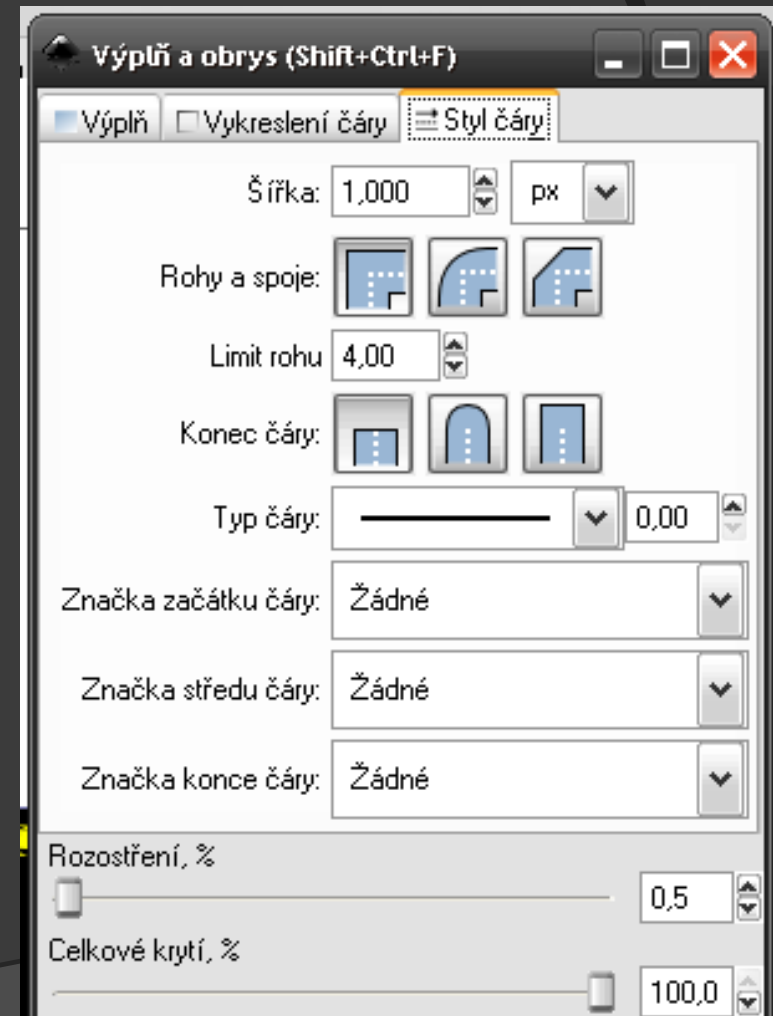 Výplň a obrys (Shift+Ctrl+F)
Výplň Vykreslení čáry Styl čáry
Šířka: 1,000 px
Rohy a spoje:
Limit rohu 4,00
Konec čáry:
Typ čáry: 0,00
Značka začátku čáry: Žádné
Značka středu čáry: Žádné
Značka konce čáry: Žádné
Rozostření, %
0,5
Celkové krytí, %
100,0